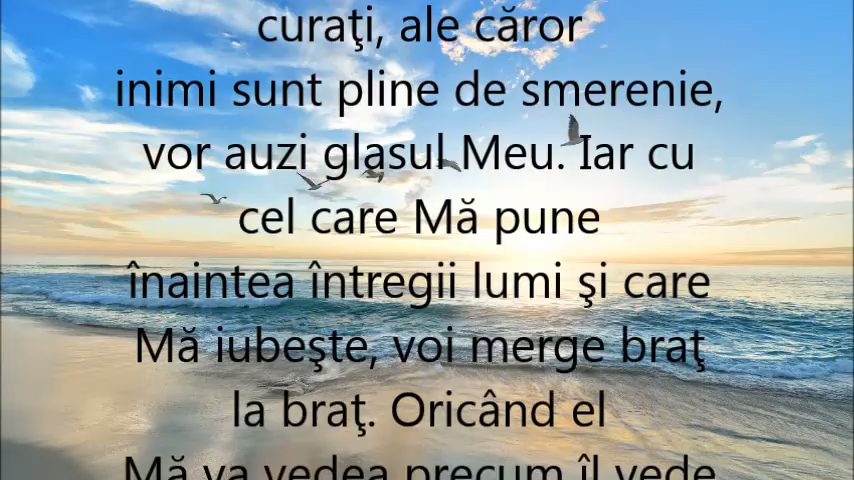 curaţi, ale căror
inimi sunt pline de smerenie,
vor auzi glasul Meu. Iar cu
cel care Mă pune
înaintea întregii lumi şi care
Mă iubeşte, voi merge braţ
la braţ. Oricând el
Mă va vedea precum îl vede